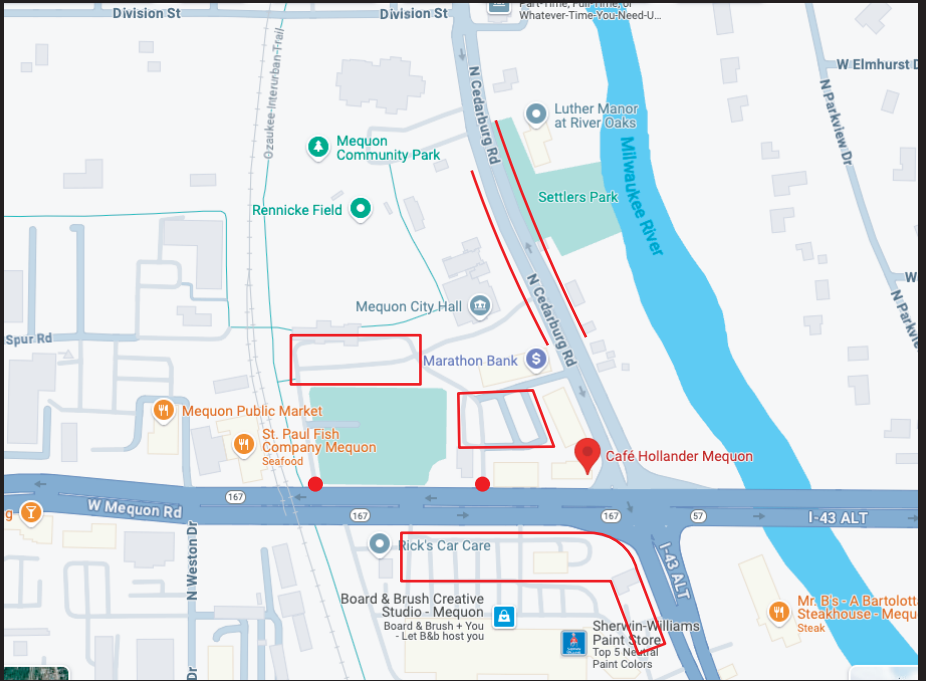 Division St
Division St
Part-Time, Full-Time, or
Whatever-Time-You-Need-U...
W Elmhurst D
N Parkview Dr
Ozaukee-Interurban-Trail
N Cedarburg Rd
Luther Manor
at River Oaks
Mequon
Community Park
Milwaukee River
Settlers Park
Rennicke Field
W
N Parkvie
N Cedarburg Rd
Mequon City Hall
Spur Rd
Marathon Bank
$
Mequon Public Market
St. Paul Fish
Company Mequon
Seafood
Café Hollander Mequon
167
W Mequon Rd
167
167
57
I-43 ALT
g
N Weston Dr
Rick's Car Care
I-43 ALT
Board & Brush Creative
Studio - Mequon
Board & Brush + You
- Let B&b host you
Sherwin-Williams
Paint Store
Top 5 Neutral
Paint Colors
Mr. B's - A Bartolott
Steakhouse - Mequ
Steak
Dr